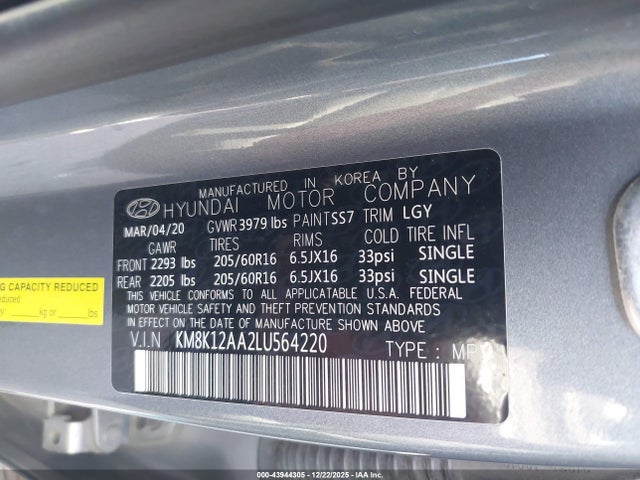 MANUFACTURED IN KOREA BY
HYUNDAI MOTOR COMPANY
MAR/04/20 GVWR 3979 lbs PAINT SS7 TRIM LGY
GAWR TIRES RIMS COLD TIRE INFL
FRONT 2293 lbs 205/60R16 6.5JX16 33psi SINGLE
REAR 2205 lbs 205/60R16 6.5JX16 33psi SINGLE
THIS VEHICLE CONFORMS TO ALL APPLICATABLE U.S.A. FEDERAL
MOTOR VEHICLE SAFETY AND THEFT PREVENTION STANDARDS
IN EFFECT ON THE DATE OF MANUFACTURE SHOWN ABOVE
V.I.N KM8K12AA2LU564220 TYPE : MPV
G CAPACITY REDUCED
educed
kg or lbs
000-43944305 - 12/22/2025 - IAA Inc.